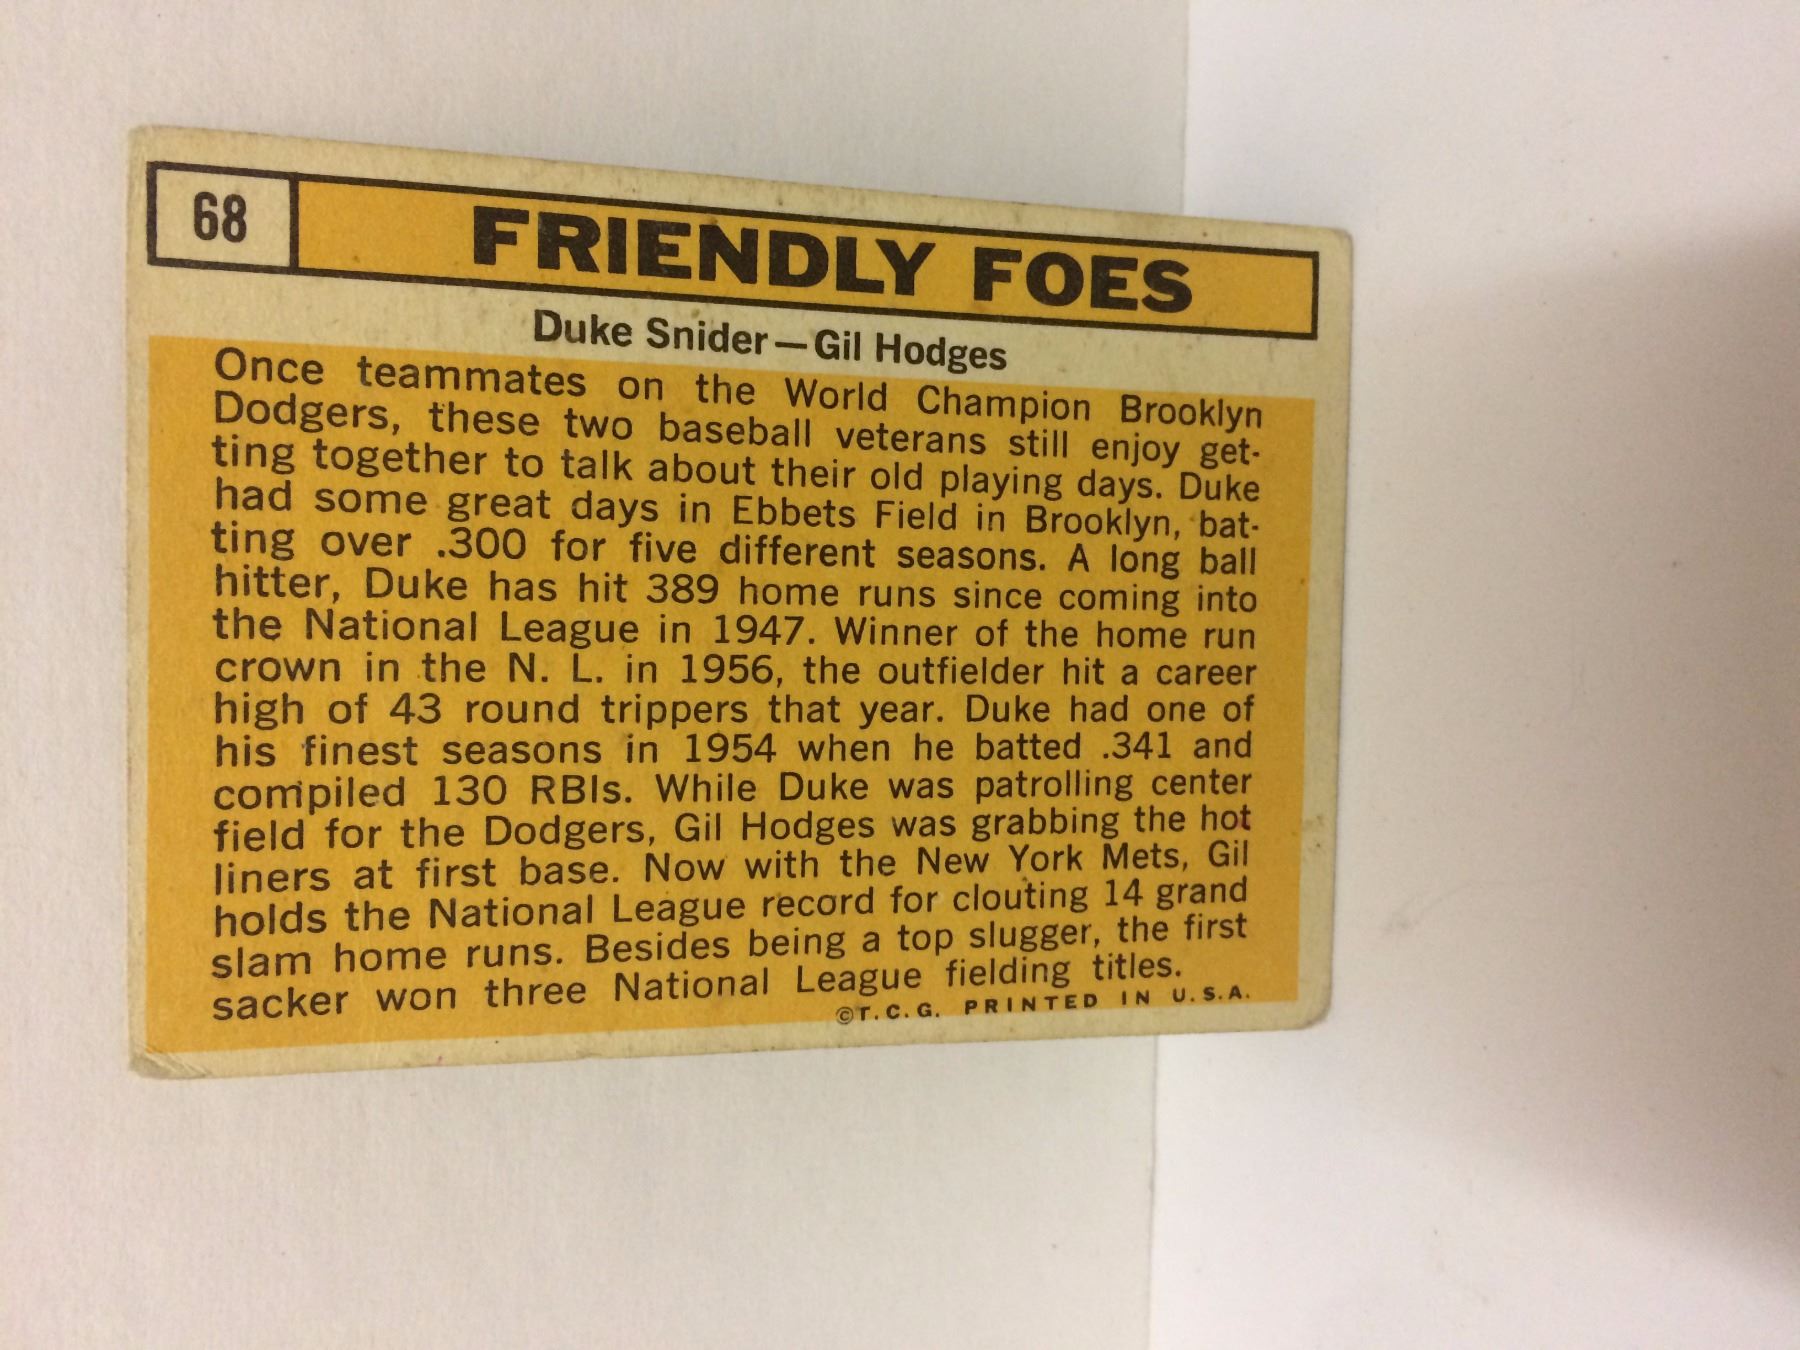 68
FRIENDLY FOES
Duke Snider—Gil Hodges
Once teammates on the World Champion Brooklyn
Dodgers, these two baseball veterans still enjoy get-
ting together to talk about their old playing days. Duke
had some great days in Ebbets Field in Brooklyn, bat-
ting over .300 for five different seasons. A long ball
hitter, Duke has hit 389 home runs since coming into
the National League in 1947. Winner of the home run
crown in the N. L. in 1956, the outfielder hit a career
high of 43 round trippers that year. Duke had one of
his finest seasons in 1954 when he batted .341 and
compiled 130 RBIs. While Duke was patrolling center
field for the Dodgers, Gil Hodges was grabbing the hot
liners at first base. Now with the New York Mets, Gil
holds the National League record for clouting 14 grand
slam home runs. Besides being a top slugger, the first
sacker won three National League fielding titles.
©T.C.G. PRINTED IN U.S.A.